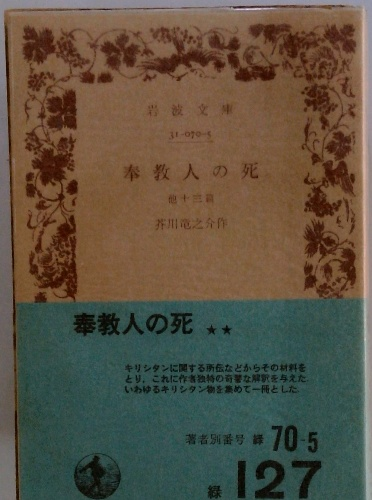 岩波文庫
31-070-5
奉教人の死
他十三篇
芥川竜之介作
奉教人の死 ★★
キリシタンに関する所伝などからその材料を
とり、これに作者独特の奇警な解釈を与えた
いわゆるキリシタン物を集めて一冊とした.
著者別番号 緑 70-5
緑 127